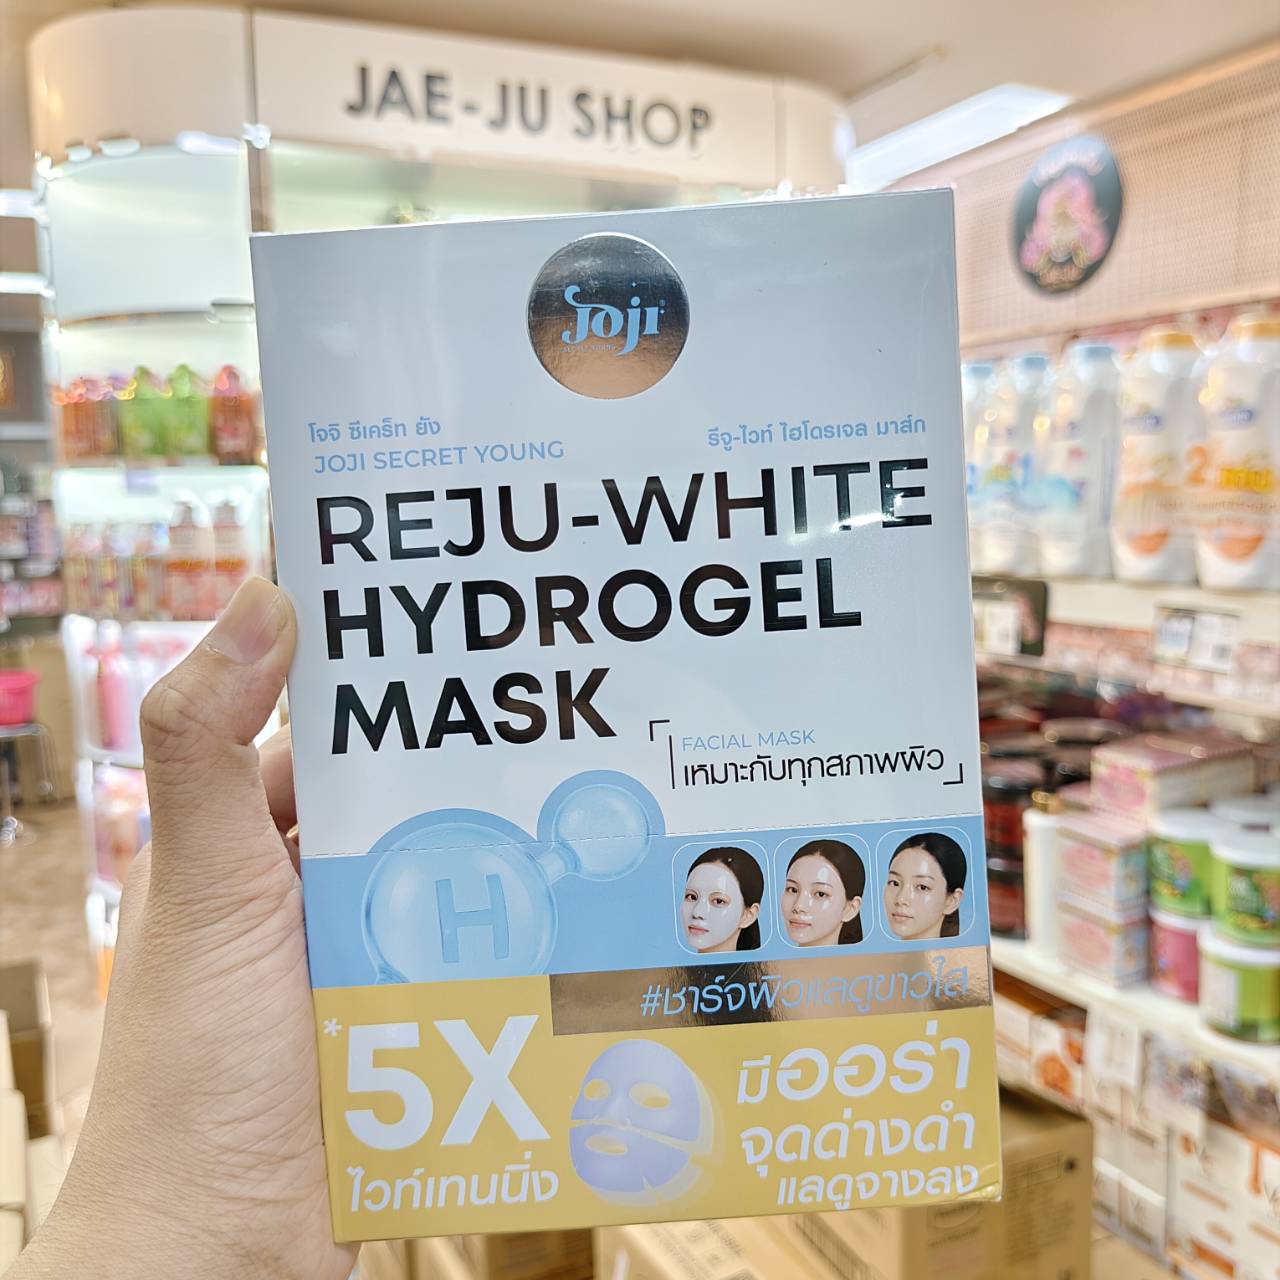 JAE-JU SHOP
Joji
SECRET YOUNG
โจจิ ซีเคร็ท ยัง
JOJI SECRET YOUNG
รีจู-ไวท์ ไฮโดรเจล มาส์ก
REJU-WHITE
HYDROGEL
MASK
FACIAL MASK
เหมาะกับทุกสภาพผิว
H
#ชาร์จผิวแลดูขาวใส
*5X
ไวท์เทนนิ่ง
มีออร่า
จุดด่างดำ
แลดูจางลง